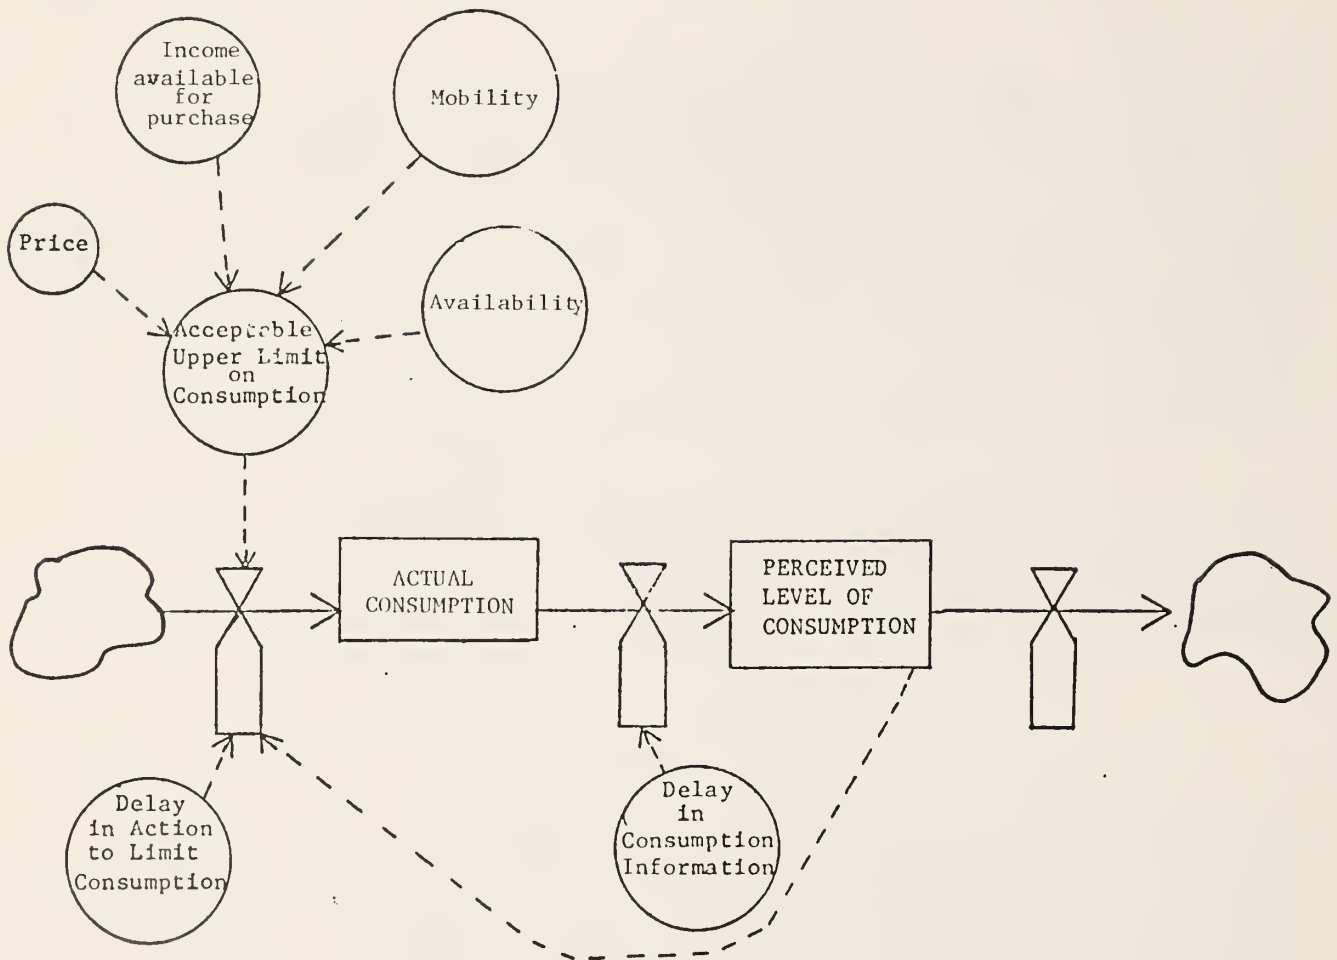 Income
available
for
purchase
Mobility
Price
Availability
Acceptable
Upper Limit
on
Consumption
ACTUAL
CONSUMPTION
PERCEIVED
LEVEL OF
CONSUMPTION
Delay
in Action
to Limit
Consumption
Delay
in
Consumption
Information